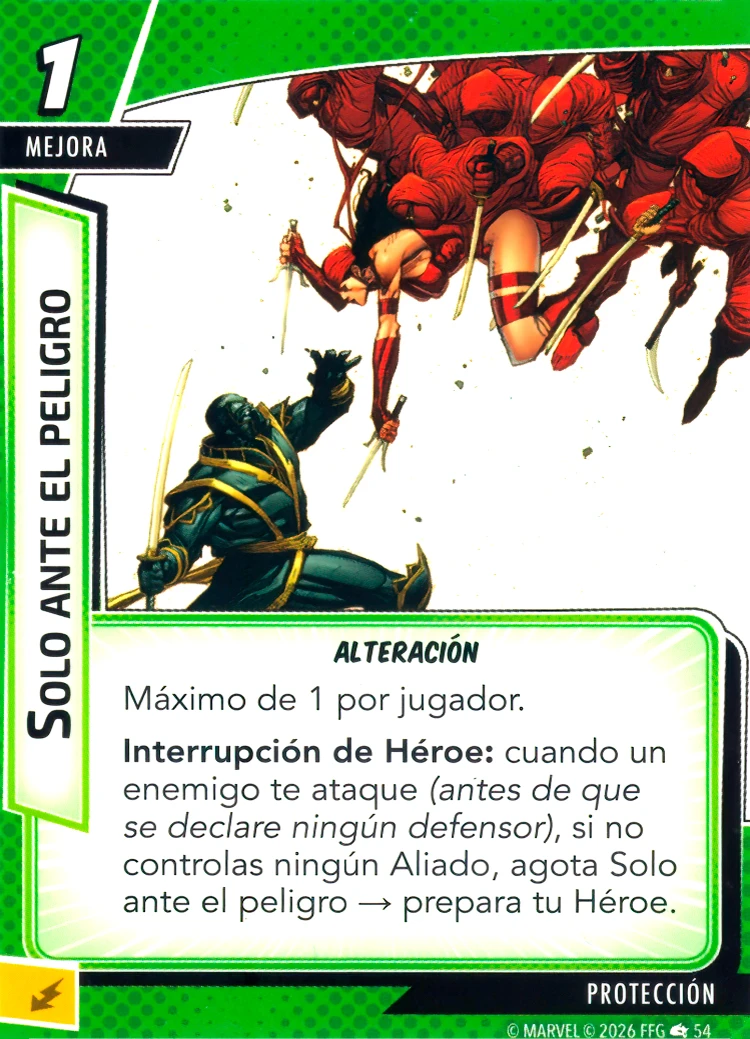 1
MEJORA
SOLO ANTE EL PELIGRO
ALTERACIÓN
Máximo de 1 por jugador.
Interrupción de Héroe: cuando un
enemigo te ataque (antes de que
se declare ningún defensor), si no
controlas ningún Aliado, agota Solo
ante el peligro → prepara tu Héroe.
PROTECCIÓN
© MARVEL © 2026 FFG 54